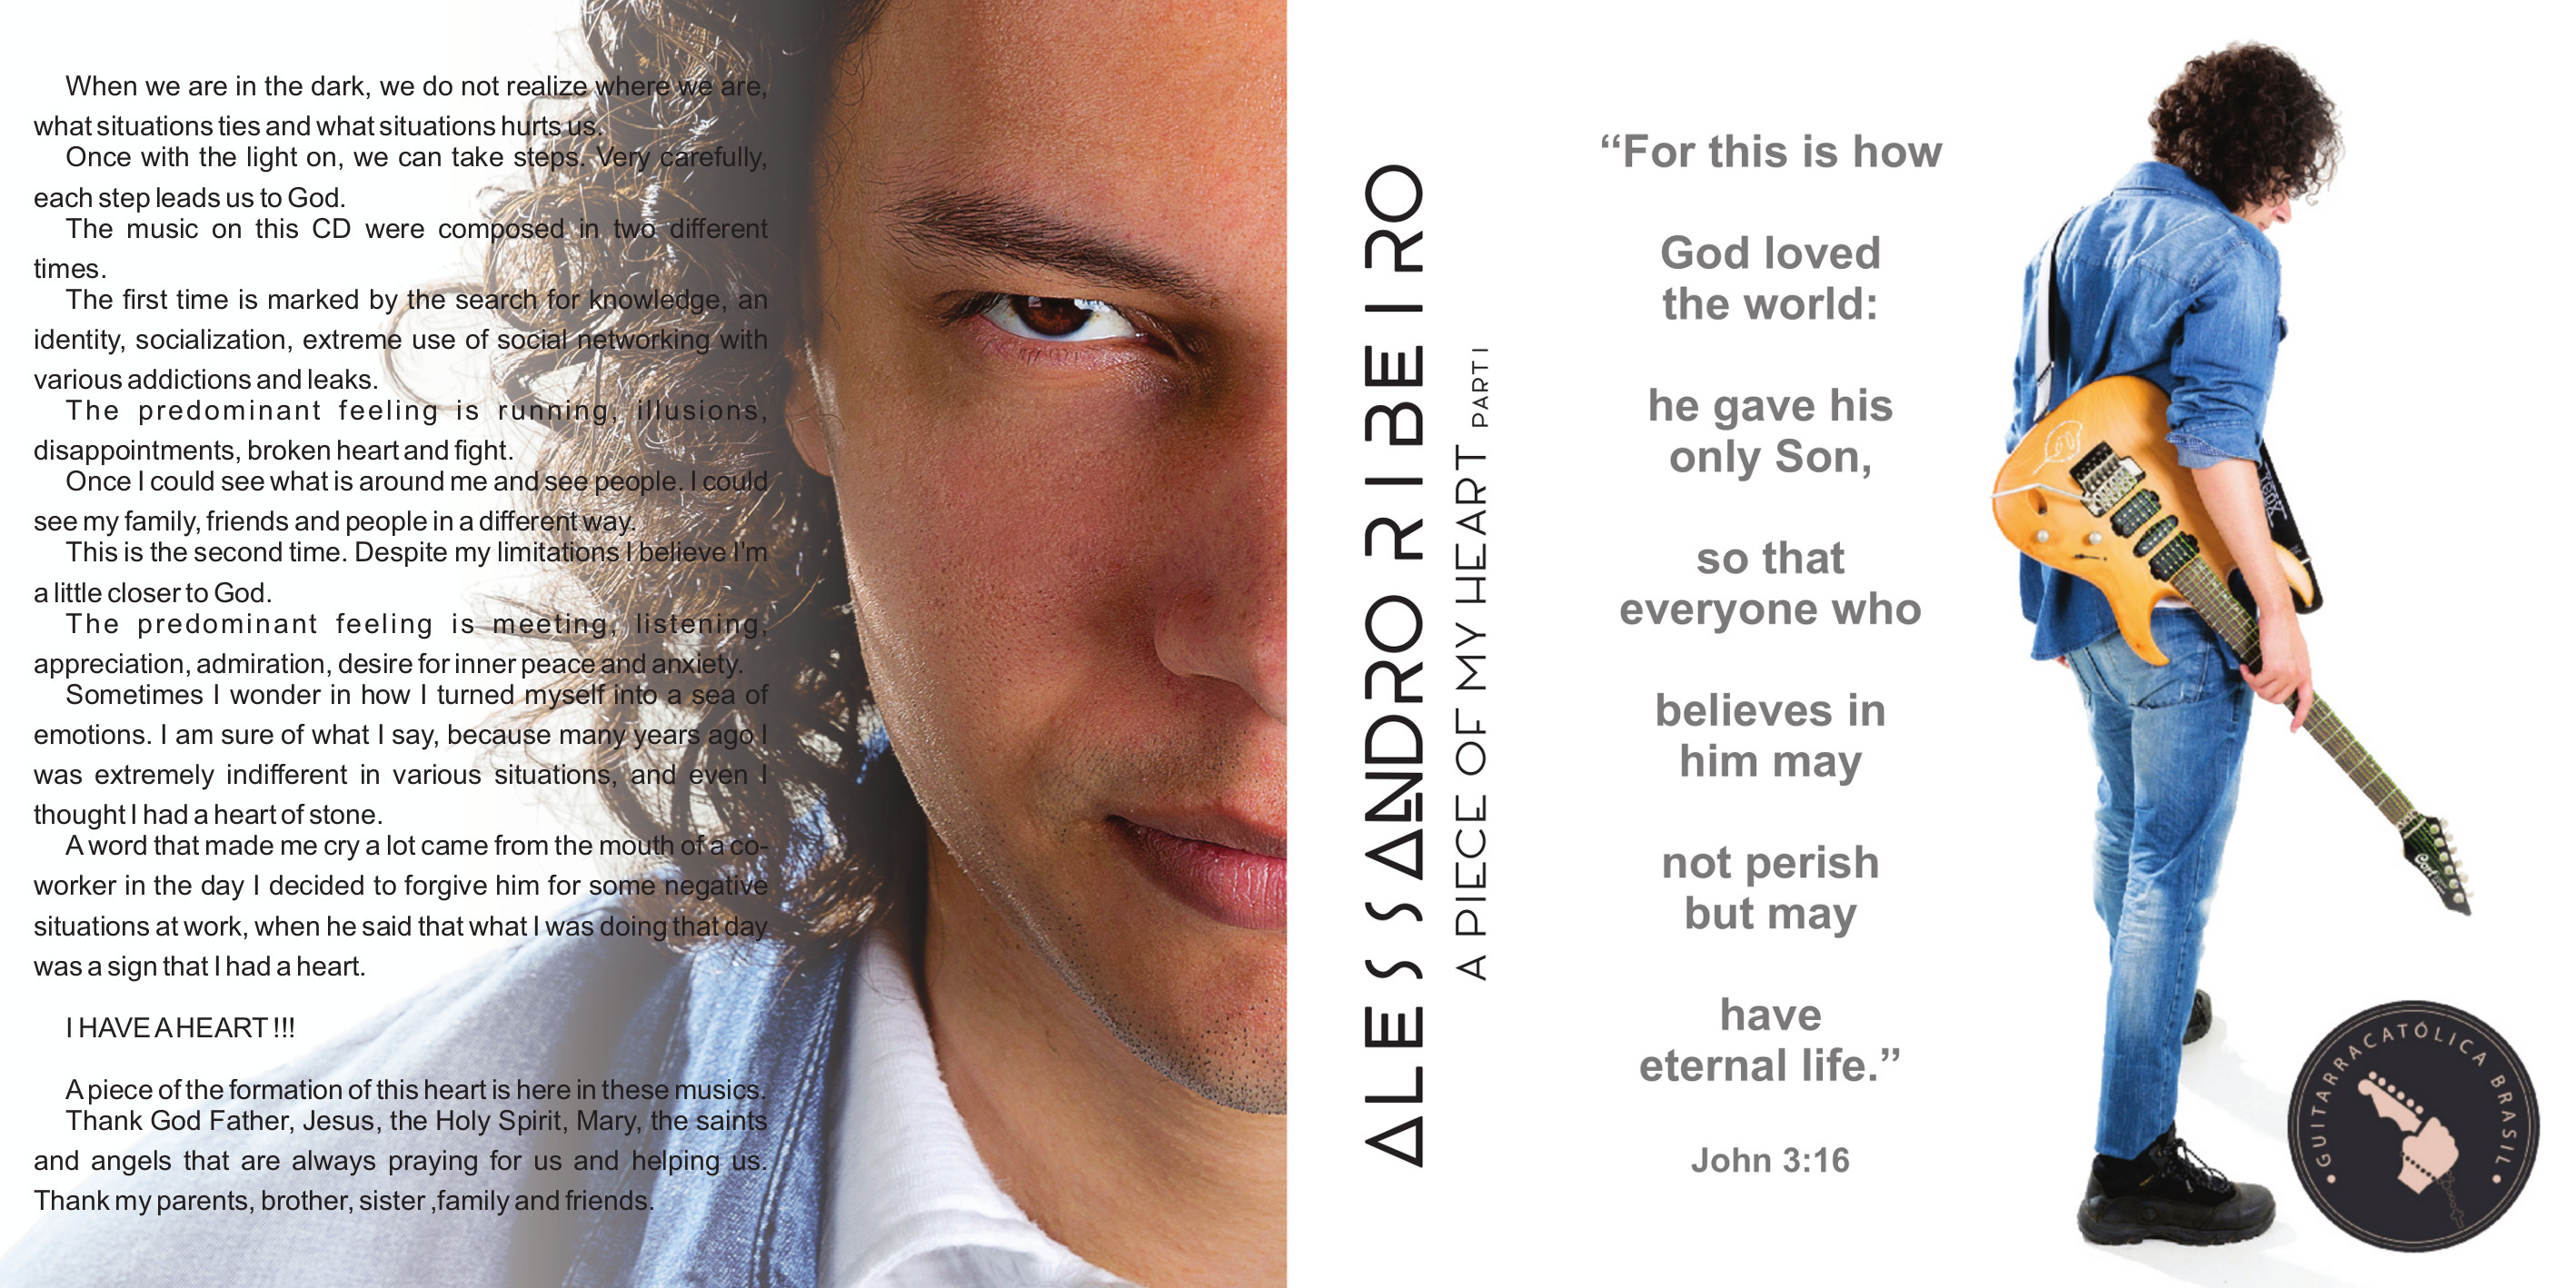 When we are in the dark, we do not realize where we are,
what situations ties and what situations hurts us.
Once with the light on, we can take steps. Very carefully,
each step leads us to God.
The music on this CD were composed in two different
times.
The first time is marked by the search for knowledge, an
identity, socialization, extreme use of social networking with
various addictions and leaks.
The predominant feeling is running, illusions,
disappointments, broken heart and fight.
Once I could see what is around me and see people. I could
see my family, friends and people in a different way.
This is the second time. Despite my limitations I believe I'm
a little closer to God.
The predominant feeling is meeting, listening,
appreciation, admiration, desire for inner peace and anxiety.
Sometimes I wonder in how I turned myself into a sea of
emotions. I am sure of what I say, because many years ago I
was extremely indifferent in various situations, and even I
thought I had a heart of stone.
A word that made me cry a lot came from the mouth of a co-
worker in the day I decided to forgive him for some negative
situations at work, when he said that what I was doing that day
was a sign that I had a heart.
I HAVE A HEART !!!
A piece of the formation of this heart is here in these musics.
Thank God Father, Jesus, the Holy Spirit, Mary, the saints
and angels that are always praying for us and helping us.
Thank my parents, brother, sister ,family and friends.
ALESSANDRO RIBEIRO
A PIECE OF MY HEART PART I
“For this is how
God loved
the world:
he gave his
only Son,
so that
everyone who
believes in
him may
not perish
but may
have
eternal life.”
John 3:16
Cort
GUITARRACATÓLICA BRASIL